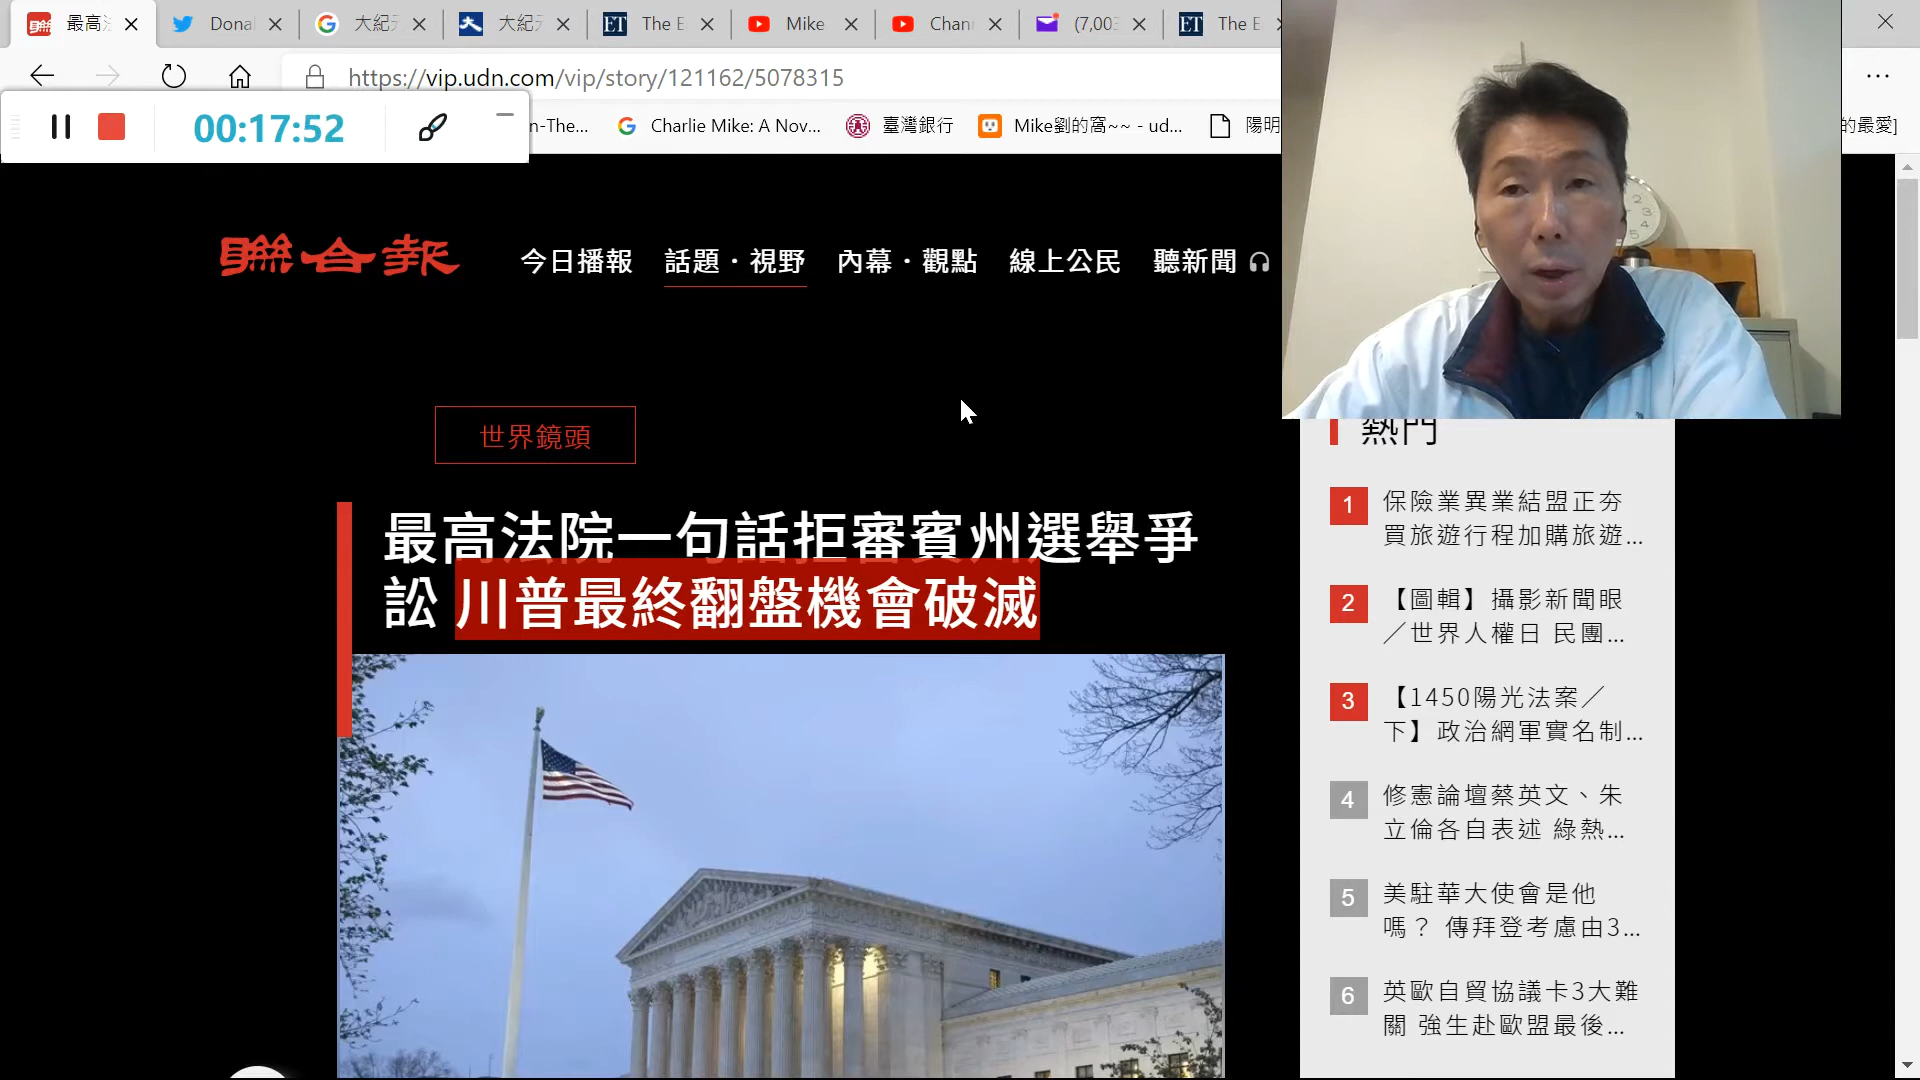 最高法
Donal
大紀元
大紀元
The E
Mike
Chan
(7,003
The E
https://vip.udn.com/vip/story/121162/5078315
00:17:52
n-The...
Charlie Mike: A Nov...
臺灣銀行
Mike劉的窩~~ - ud...
陽明
的最愛]
聯合報
今日播報
話題・視野
內幕・觀點
線上公民
聽新聞
世界鏡頭
最高法院一句話拒審賓州選舉爭
訟 川普最終翻盤機會破滅
熱門
1
保險業異業結盟正夯
買旅遊行程加購旅遊...
2
【圖輯】攝影新聞眼
／世界人權日 民團...
3
【1450陽光法案／
下】政治網軍實名制...
4
修憲論壇蔡英文、朱
立倫各自表述 綠熱...
5
美駐華大使會是他
嗎？ 傳拜登考慮由3...
6
英歐自貿協議卡3大難
關 強生赴歐盟最後...